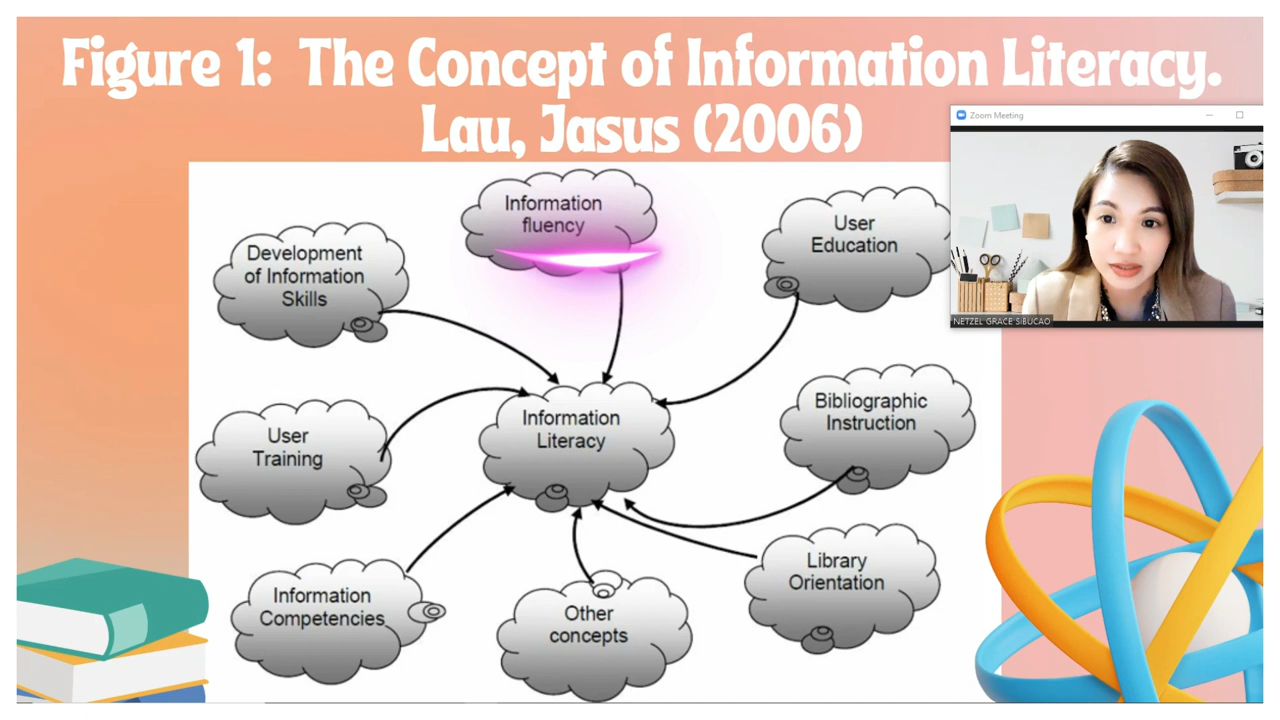 Figure 1: The Concept of Information Literacy.
Lau, Jasus (2006)
Zoom Meeting
NETZEL GRACE SIBUCAO
Information
fluency
User
Education
Development
of Information
Skills
Information
Literacy
Bibliographic
Instruction
User
Training
Library
Orientation
Information
Competencies
Other
concepts